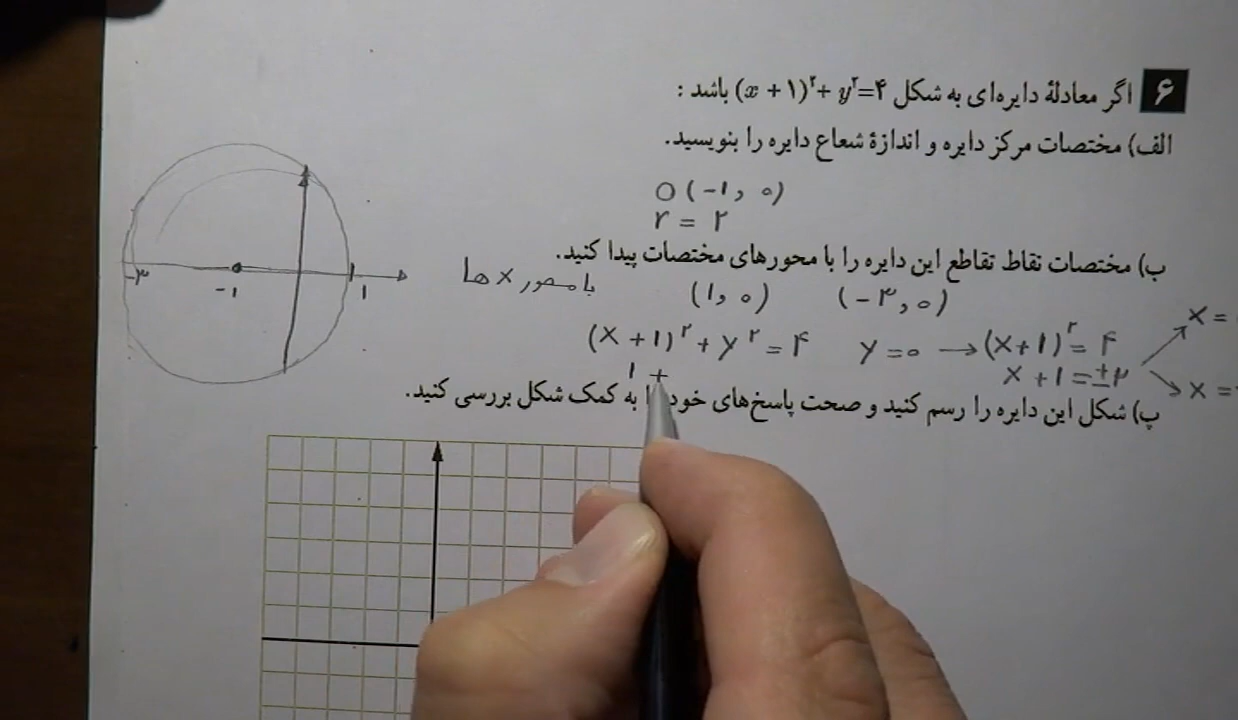 ۶ اگر معادلهٔ دایره‌ای به شکل (x + ۱)² + y² = ۴ باشد :
الف) مختصات مرکز دایره و اندازهٔ شعاع دایره را بنویسید.
O (-۱, ۰)
r = ۲
ب) مختصات نقاط تقاطع این دایره را با محورهای مختصات پیدا کنید.
با محور x ها (۱, ۰) (-۳, ۰)
(x + ۱)² + y² = ۴ y = ۰ → (x+۱)² = ۴ x =
x + ۱ = ±۲ x =
۱ +
پ) شکل این دایره را رسم کنید و صحت پاسخ‌های خود را به کمک شکل بررسی کنید.
-۳ -۱ ۱